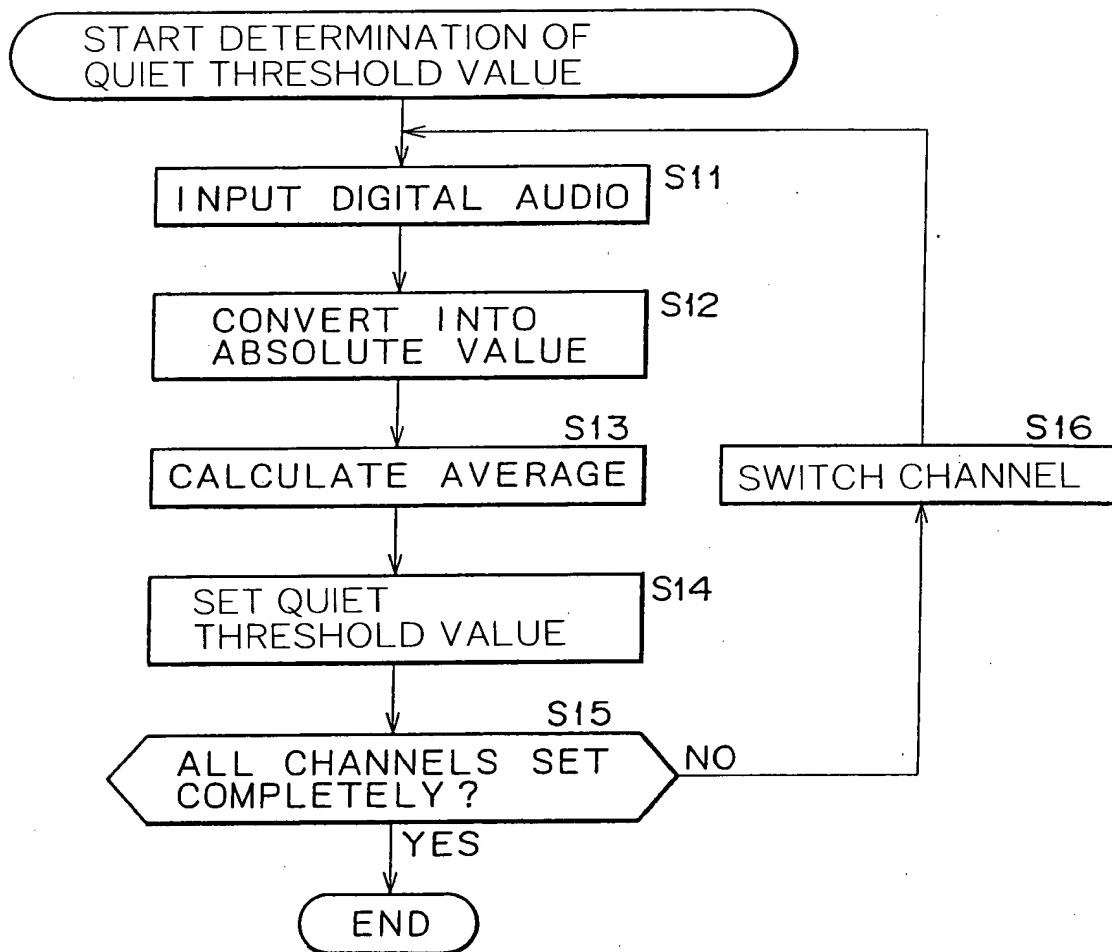 START DETERMINATION OF
QUIET THRESHOLD VALUE
INPUT DIGITAL AUDIO
S11
CONVERT INTO
ABSOLUTE VALUE
S12
S13
CALCULATE AVERAGE
S16
SWITCH CHANNEL
SET QUIET
THRESHOLD VALUE
S14
S15
ALL CHANNELS SET
COMPLETELY?
NO
YES
END